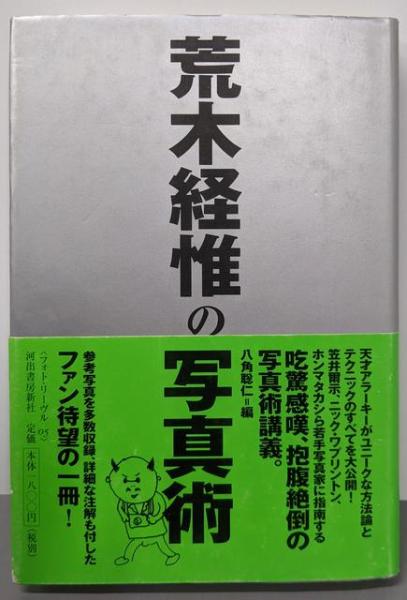 荒木経惟の写真術
天才アラーキーがユニークな方法論と
テクニックのすべてを大公開！
笠井爾示、ニック・ワプリントン、
ホンマタカシら若手写真家に指南する
吃驚感嘆、抱腹絶倒の
写真術講義。
八角聡仁＝編
参考写真を多数収録、詳細な注解も付した
ファン待望の一冊！
〈フォト・リーヴル 05〉
河出書房新社 定価 本体一八〇〇円（税別）